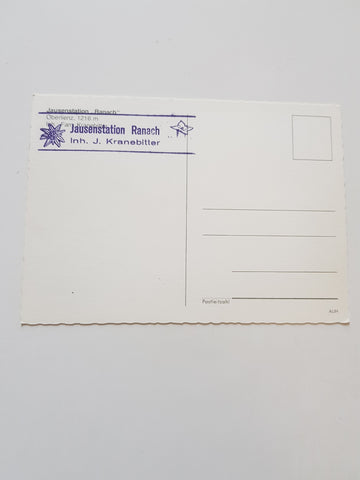 Jausenstation „Ranach"
Oberlienz, 1216 m
Jausenstation Ranach
Inh. J. Kranebitter
Postleitzahl